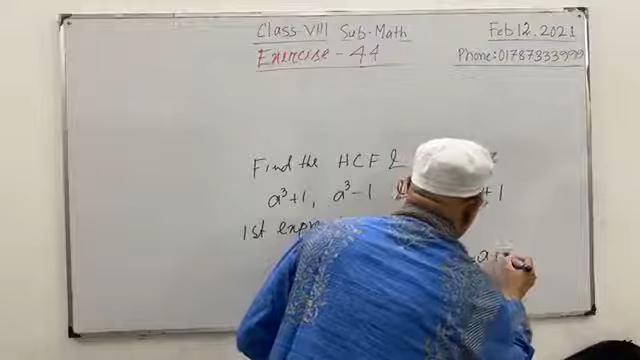 Class-VIII Sub-Math
Feb 12.2021
Exercise-44
Phone: 01787333999
Find the HCF &
a³+1, a³-1 & + 1
1st expr
a+